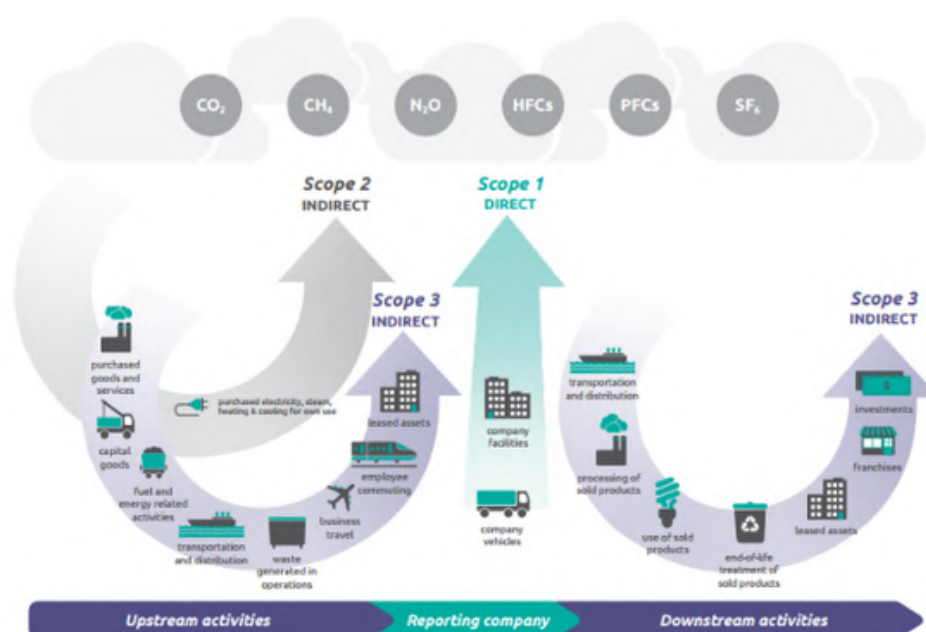 CO₂
CH₄
N₂O
HFCs
PFCs
SF₆
Scope 2
INDIRECT
Scope 1
DIRECT
Scope 3
INDIRECT
Scope 3
INDIRECT
purchased
goods and
services
capital
goods
fuel and
energy related
activities
transportation
and distribution
waste
generated in
operations
business
travel
employee
commuting
leased assets
purchased electricity, steam,
heating & cooling for own use
company
facilities
company
vehicles
transportation
and distribution
processing of
sold products
use of sold
products
end-of-life
treatment of
sold products
leased assets
franchises
investments
$
Upstream activities
Reporting company
Downstream activities